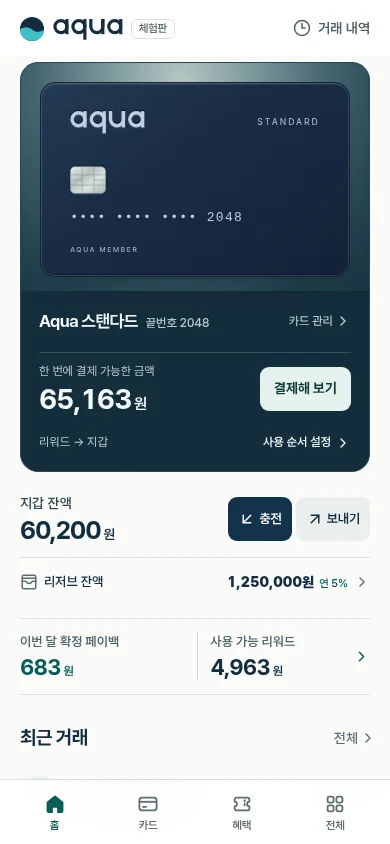 aqua 체험판 거래 내역
aqua STANDARD
•••• •••• •••• 2048
AQUA MEMBER
Aqua 스탠다드 끝번호 2048 카드 관리
한 번에 결제 가능한 금액
65,163원 결제해 보기
리워드 → 지갑 사용 순서 설정
지갑 잔액
60,200원 충전 보내기
리저브 잔액 1,250,000원 연 5%
이번 달 확정 페이백 사용 가능 리워드
683원 4,963원
최근 거래 전체
홈 카드 혜택 전체